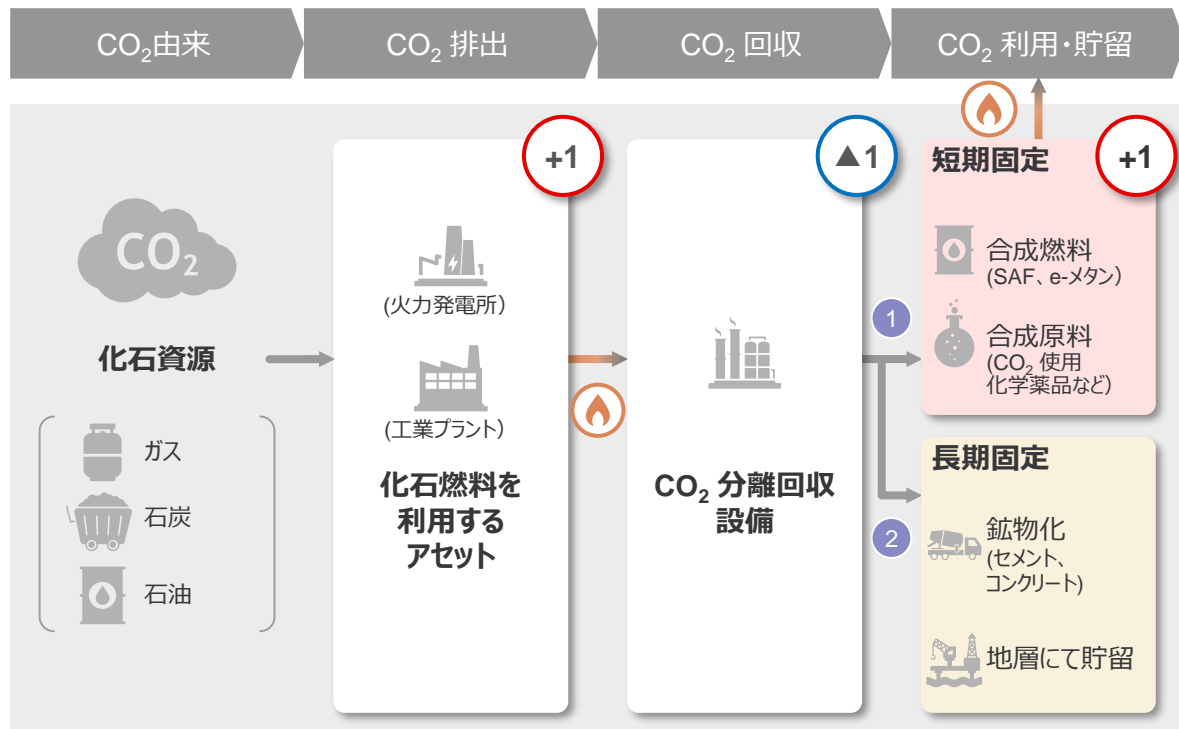 CO₂由来
CO₂ 排出
CO₂ 回収
CO₂ 利用・貯留
CO₂
化石資源
ガス
石炭
石油
+1
(火力発電所)
(工業プラント)
化石燃料を
利用する
アセット
▲1
CO₂ 分離回収
設備
1
2
短期固定
+1
合成燃料
(SAF、e-メタン)
合成原料
(CO₂ 使用
化学薬品など)
長期固定
鉱物化
(セメント、
コンクリート)
地層にて貯留